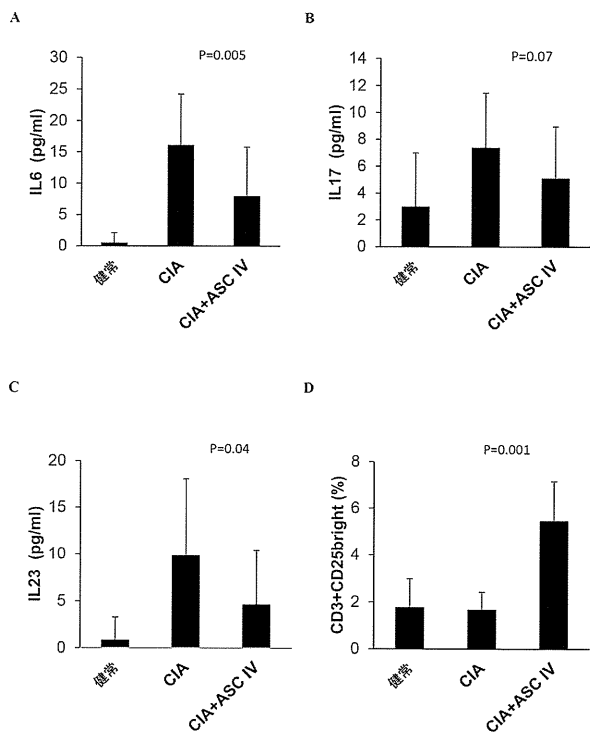 A
P=0.005
IL6 (pg/ml)
30
25
20
15
10
5
0
健常
CIA
CIA+ASC IV
B
P=0.07
IL17 (pg/ml)
14
12
10
8
6
4
2
0
健常
CIA
CIA+ASC IV
C
P=0.04
IL23 (pg/ml)
20
15
10
5
0
健常
CIA
CIA+ASC IV
D
P=0.001
CD3+CD25bright (%)
8
6
4
2
0
健常
CIA
CIA+ASC IV